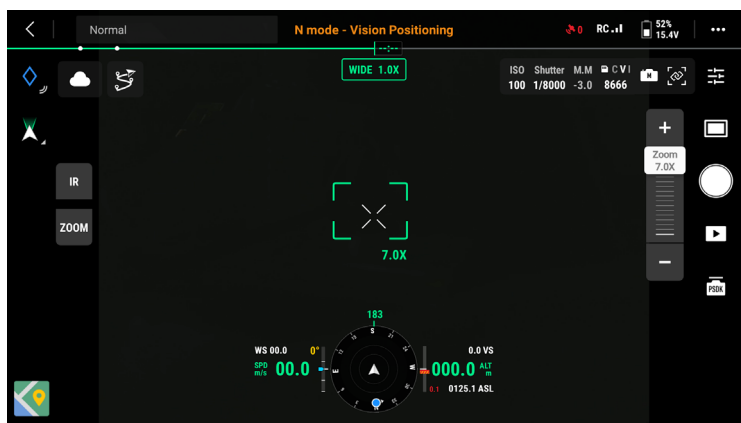 Normal
N mode - Vision Positioning
0
RC
52%
15.4V
--:--
WIDE 1.0X
ISO Shutter M.M C V I
100 1/8000 -3.0 8666
M
+
Zoom
7.0X
IR
ZOOM
7.0X
−
PSDK
183
S
E
W
WS 00.0
0°
SPD
m/s
00.0
0.0 VS
000.0
ALT
m
0.1
0125.1 ASL